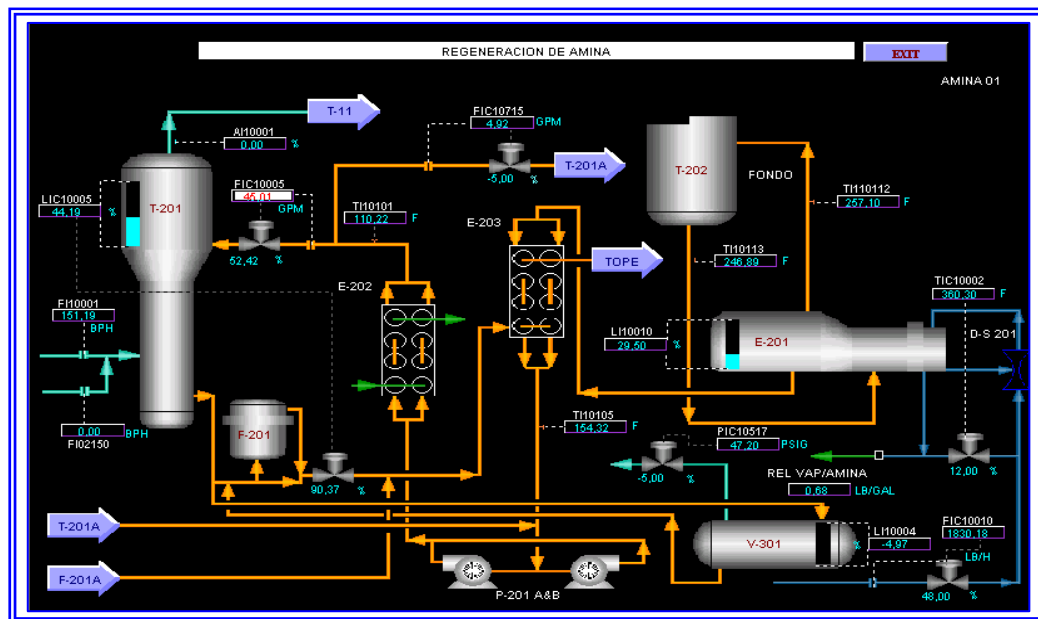 REGENERACION DE AMINA
EXIT
AMINA 01
T-11
FIC10715
4,92 GPM
AI10001
0,00 %
T-201A
-5,00 %
T-202
FONDO
LIC10005
44,19 %
T-201
FIC10005
45,01
GPM
TI10101
110,22 F
E-203
TI110112
257,10 F
52,42 %
TOPE
TI10113
246,89 F
E-202
TIC10002
360,30 F
FI10001
151,19
BPH
LI10010
29,50 %
E-201
D-S 201
0,00 BPH
FI02150
F-201
TI10105
154,32 F
PIC10517
47,20 PSIG
-5,00 %
12,00 %
90,37 %
REL VAP/AMINA
0,68 LB/GAL
T-201A
V-301
%
LI10004
-4,97
FIC10010
1830,18
LB/H
F-201A
P-201 A&B
48,00 %